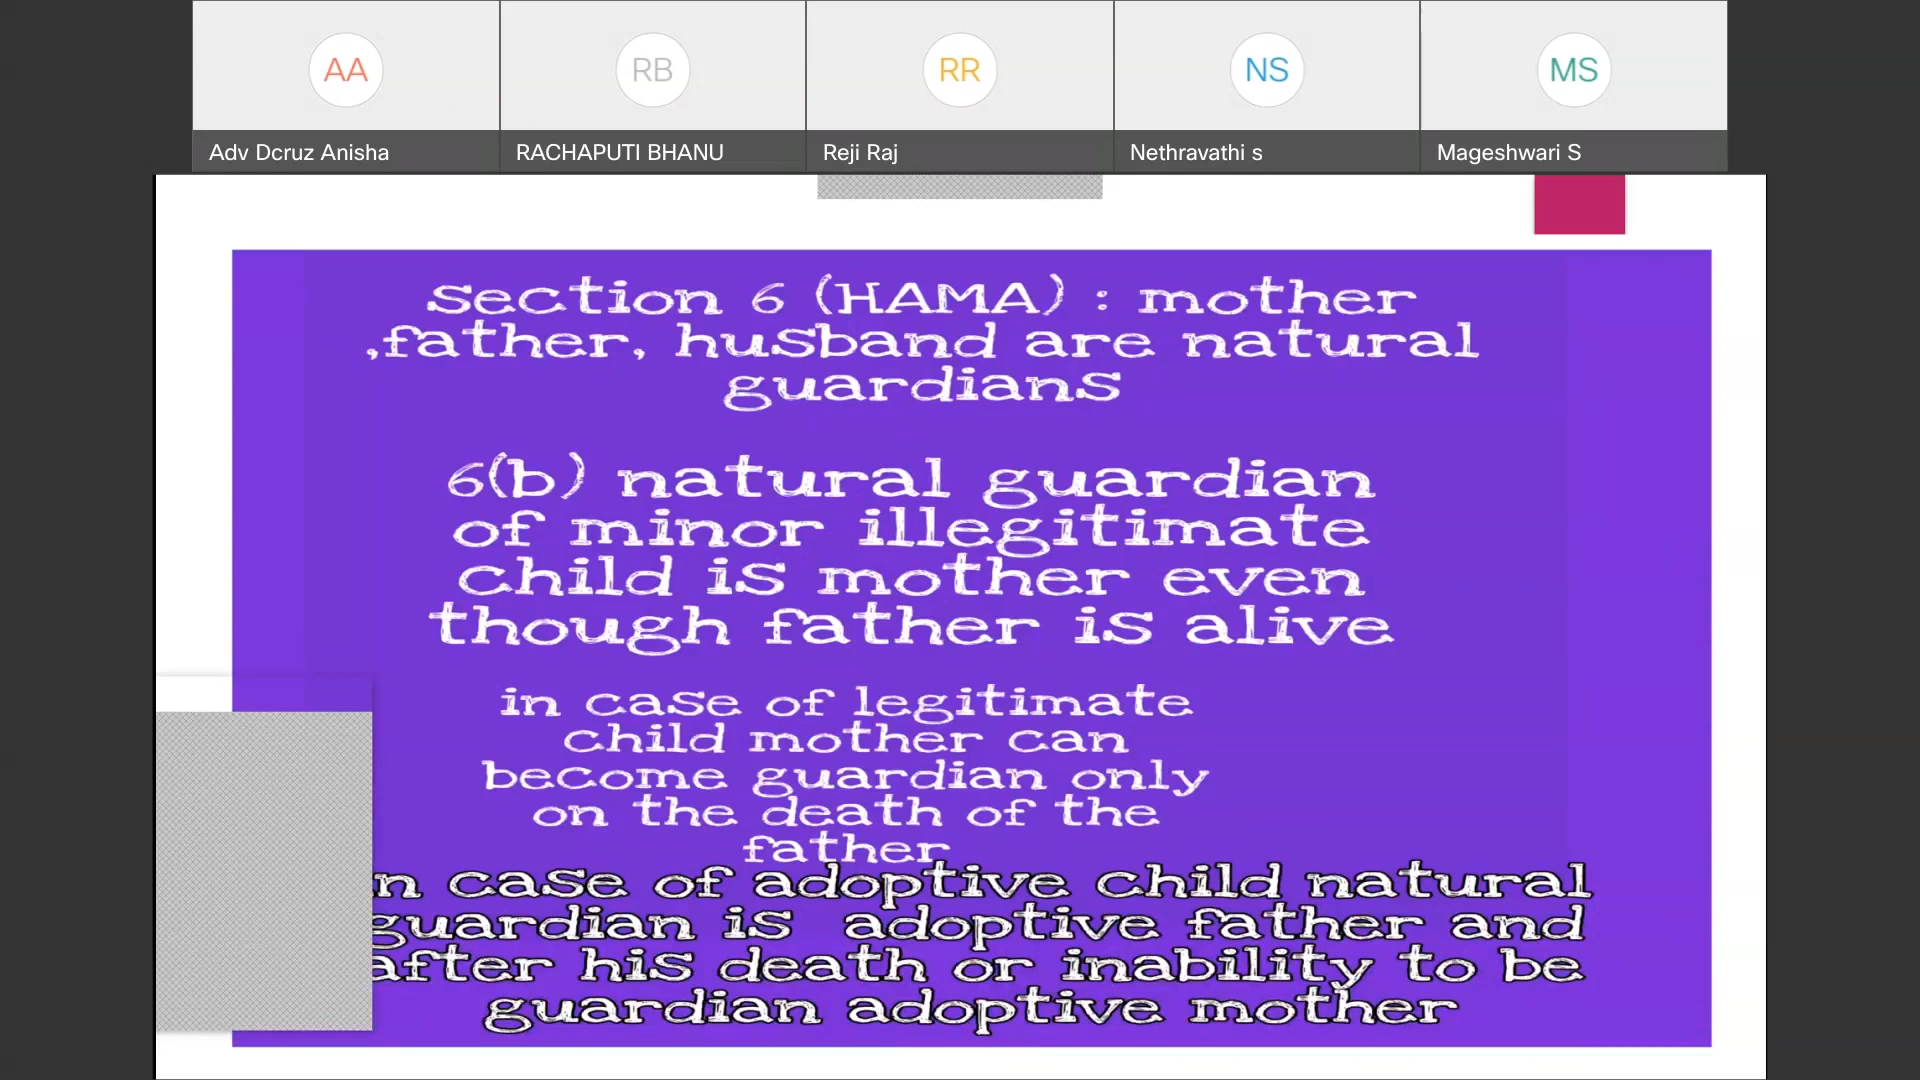 AA
RB
RR
NS
MS
Adv Dcruz Anisha
RACHAPUTI BHANU
Reji Raj
Nethravathi s
Mageshwari S
section 6 (HAMA) : mother
,father, husband are natural
guardians
6(b) natural guardian
of minor illegitimate
child is mother even
though father is alive
in case of legitimate
child mother can
become guardian only
on the death of the
father
n case of adoptive child natural
guardian is adoptive father and
after his death or inability to be
guardian adoptive mother